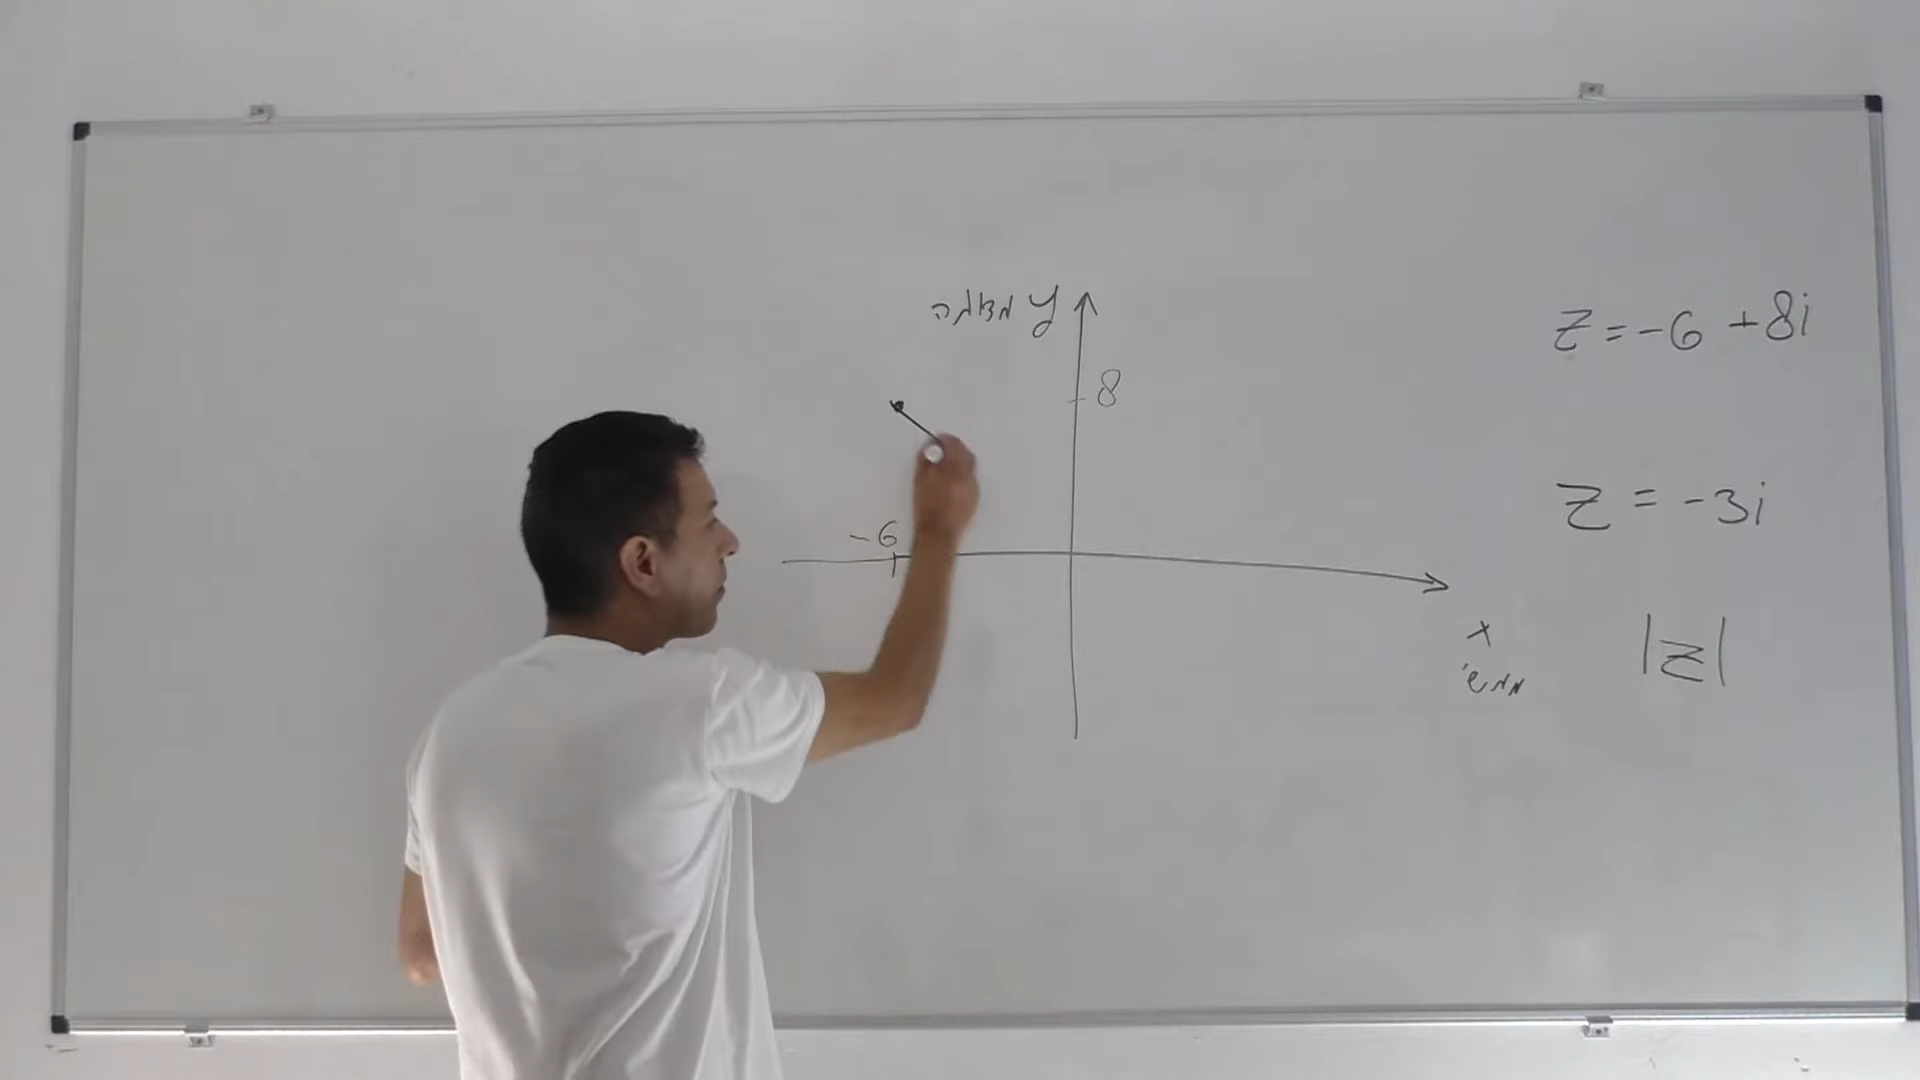 y מדומה
8
-6
x
ממשי
z = -6 + 8i
z = -3i
|z|